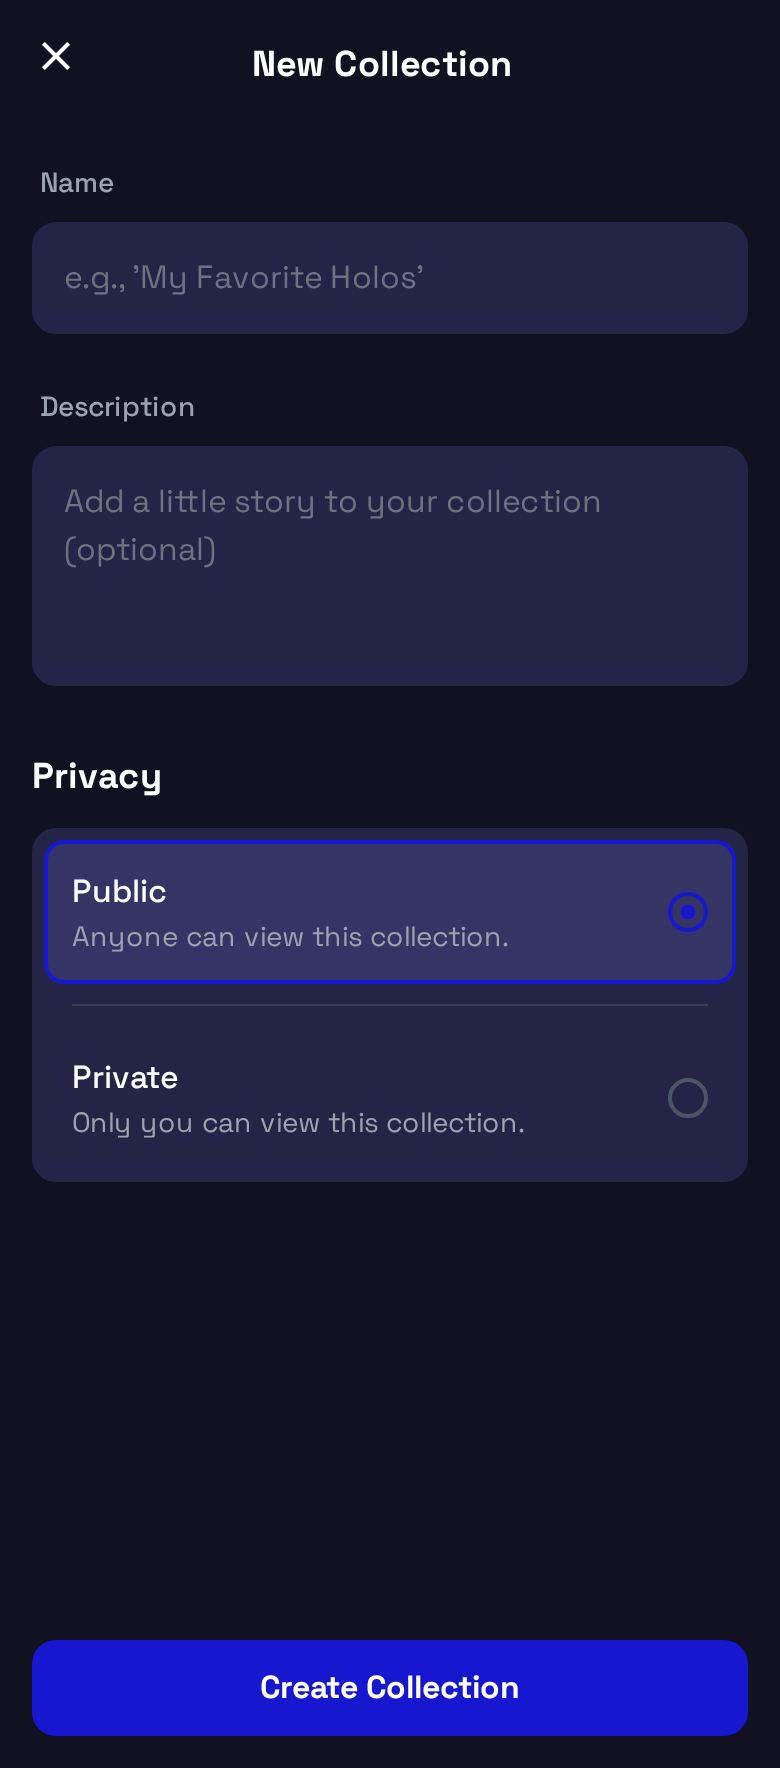 New Collection
Name
e.g., 'My Favorite Holos'
Description
Add a little story to your collection
(optional)
Privacy
Public
Anyone can view this collection.
Private
Only you can view this collection.
Create Collection